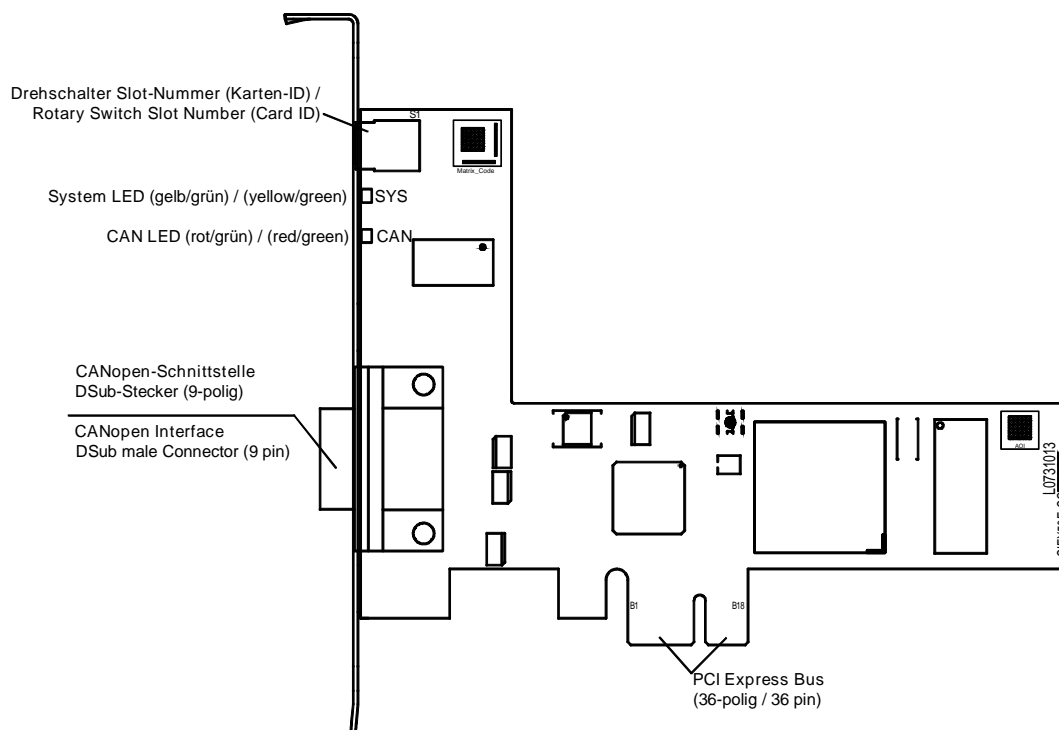 Drehschalter Slot-Nummer (Karten-ID) /
Rotary Switch Slot Number (Card ID)
S1
Matrix_Code
System LED (gelb/grün) / (yellow/green)
SYS
CAN LED (rot/grün) / (red/green)
CAN
CANopen-Schnittstelle
DSub-Stecker (9-polig)
CANopen Interface
DSub male Connector (9 pin)
AOI
L0731013
B1
B18
PCI Express Bus
(36-polig / 36 pin)